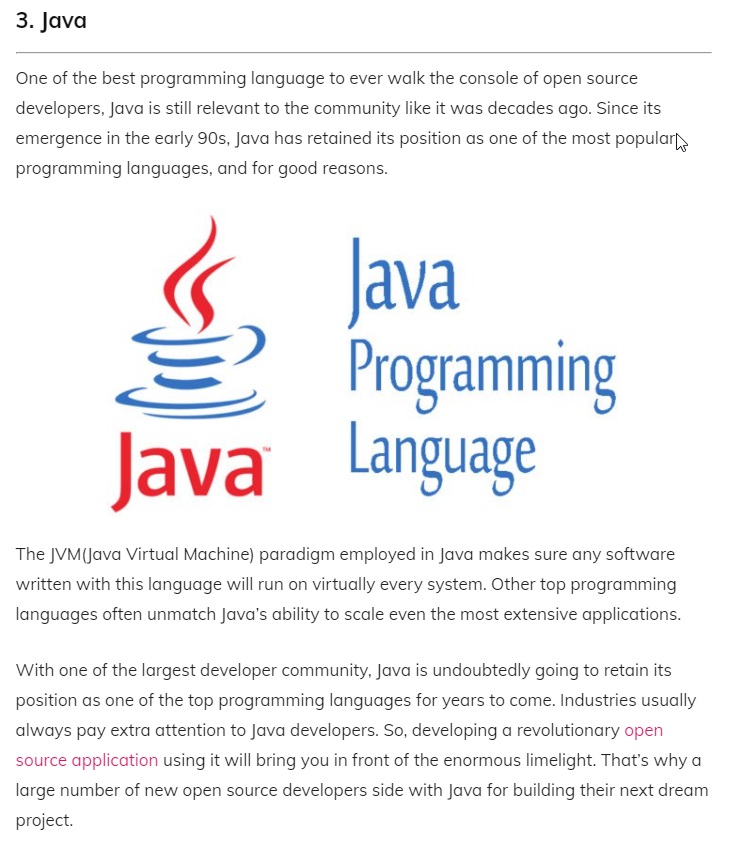 3. Java
One of the best programming language to ever walk the console of open source
developers, Java is still relevant to the community like it was decades ago. Since its
emergence in the early 90s, Java has retained its position as one of the most popular
programming languages, and for good reasons.
Java™
Java
Programming
Language
The JVM(Java Virtual Machine) paradigm employed in Java makes sure any software
written with this language will run on virtually every system. Other top programming
languages often unmatch Java’s ability to scale even the most extensive applications.
With one of the largest developer community, Java is undoubtedly going to retain its
position as one of the top programming languages for years to come. Industries usually
always pay extra attention to Java developers. So, developing a revolutionary open
source application using it will bring you in front of the enormous limelight. That’s why a
large number of new open source developers side with Java for building their next dream
project.